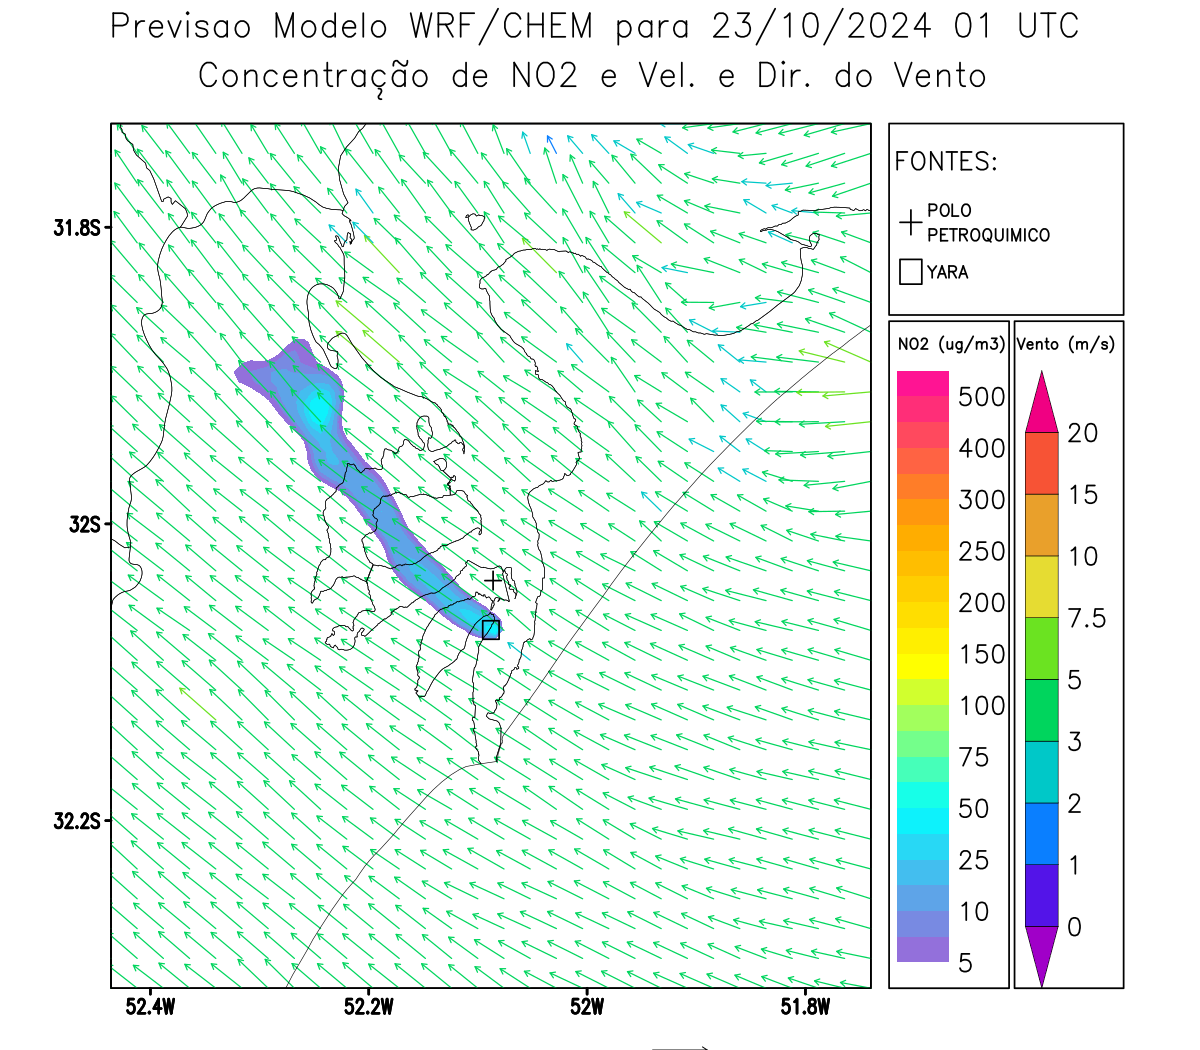 Previsao Modelo WRF/CHEM para 23/10/2024 01 UTC
Concentração de NO2 e Vel. e Dir. do Vento
FONTES:
POLO
PETROQUIMICO
YARA
31.8S
32S
32.2S
52.4W
52.2W
52W
51.8W
NO2 (ug/m3)
500
400
300
250
200
150
100
75
50
25
10
5
Vento (m/s)
20
15
10
7.5
5
3
2
1
0